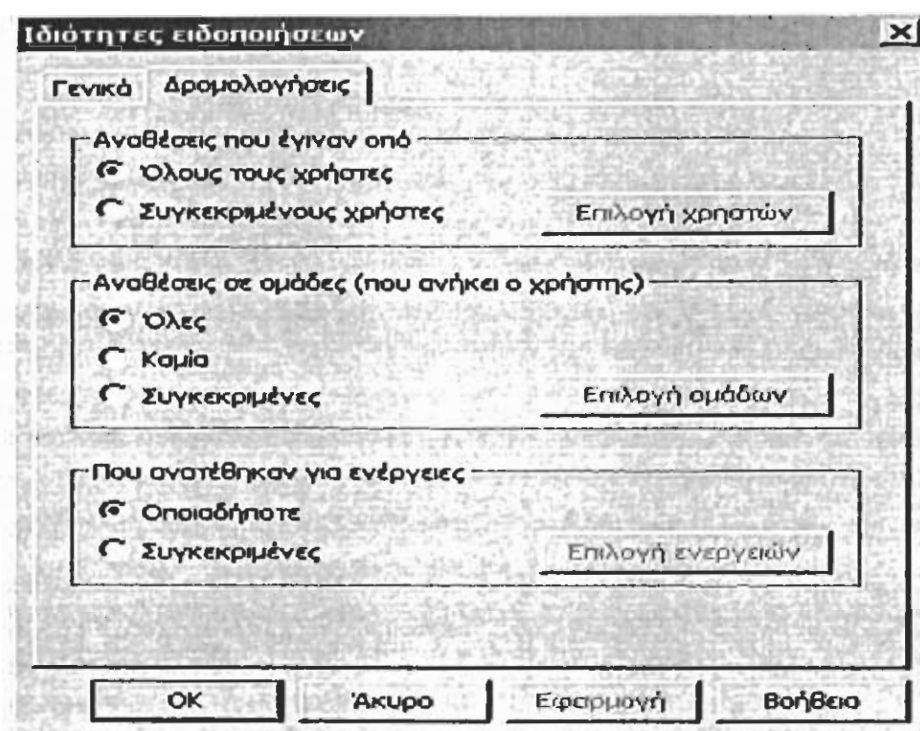 Ιδιότητες ειδοποιήσεων
Γενικά Δρομολογήσεις
Αναθέσεις που έγιναν από
Όλους τους χρήστες
Συγκεκριμένους χρήστες Επιλογή χρηστών
Αναθέσεις σε ομάδες (που ανήκει ο χρήστης)
Όλες
Καμία
Συγκεκριμένες Επιλογή ομάδων
Που ανατέθηκαν για ενέργειες
Οποιαδήποτε
Συγκεκριμένες Επιλογή ενεργειών
OK Άκυρο Εφαρμογή Βοήθεια